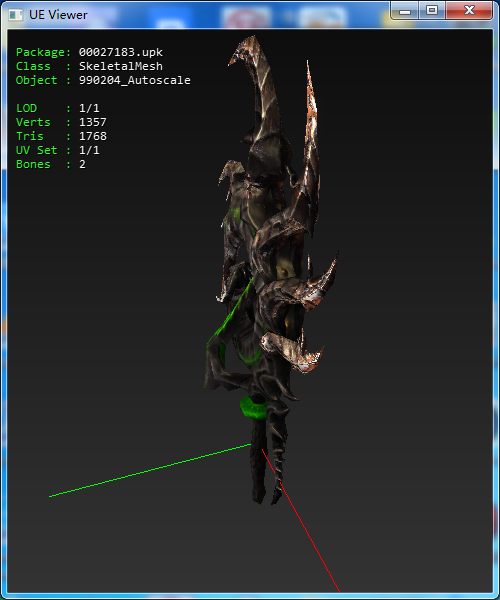 UE Viewer
Package: 00027183.upk
Class : SkeletalMesh
Object : 990204_Autoscale
LOD : 1/1
Verts : 1357
Tris : 1768
UV Set : 1/1
Bones : 2